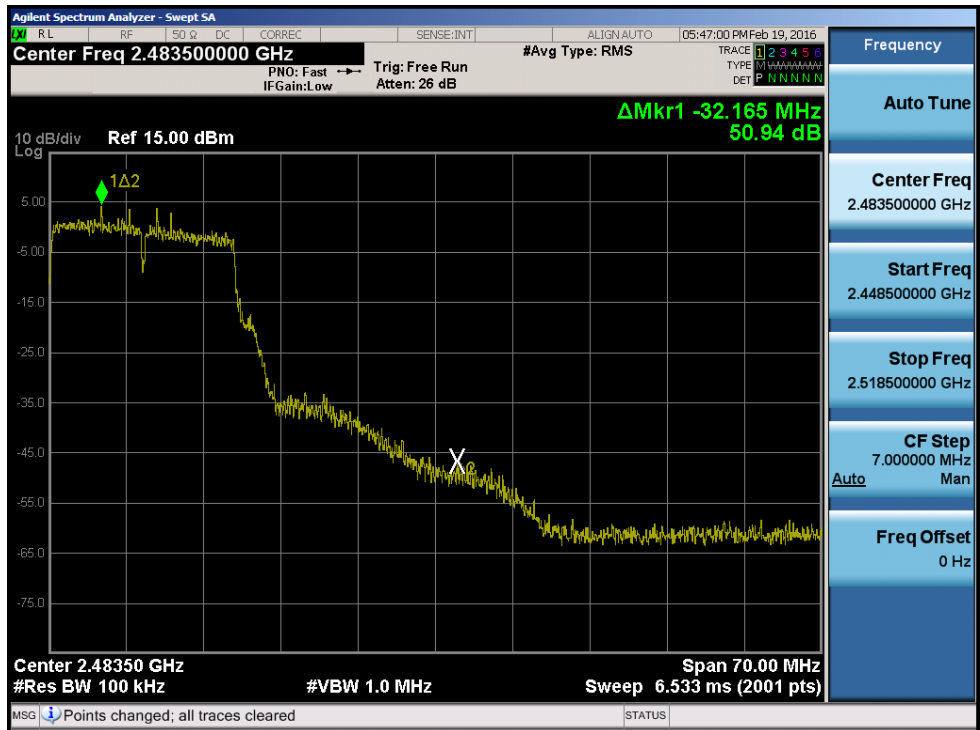 Agilent Spectrum Analyzer - Swept SA
LXI RL RF 50 Ω DC CORREC SENSE:INT ALIGN AUTO 05:47:00 PM Feb 19, 2016
Center Freq 2.483500000 GHz
PNO: Fast
IFGain:Low
Trig: Free Run
Atten: 26 dB
#Avg Type: RMS
TRACE 1 2 3 4 5 6
TYPE M WWWWW
DET P N N N N N
ΔMkr1 -32.165 MHz
50.94 dB
10 dB/div Ref 15.00 dBm
Log
1Δ2
5.00
-5.00
-15.0
-25.0
-35.0
-45.0
X
-55.0
-65.0
-75.0
Center 2.48350 GHz Span 70.00 MHz
#Res BW 100 kHz #VBW 1.0 MHz Sweep 6.533 ms (2001 pts)
MSG Points changed; all traces cleared STATUS
Frequency
Auto Tune
Center Freq
2.483500000 GHz
Start Freq
2.448500000 GHz
Stop Freq
2.518500000 GHz
CF Step
7.000000 MHz
Auto Man
Freq Offset
0 Hz